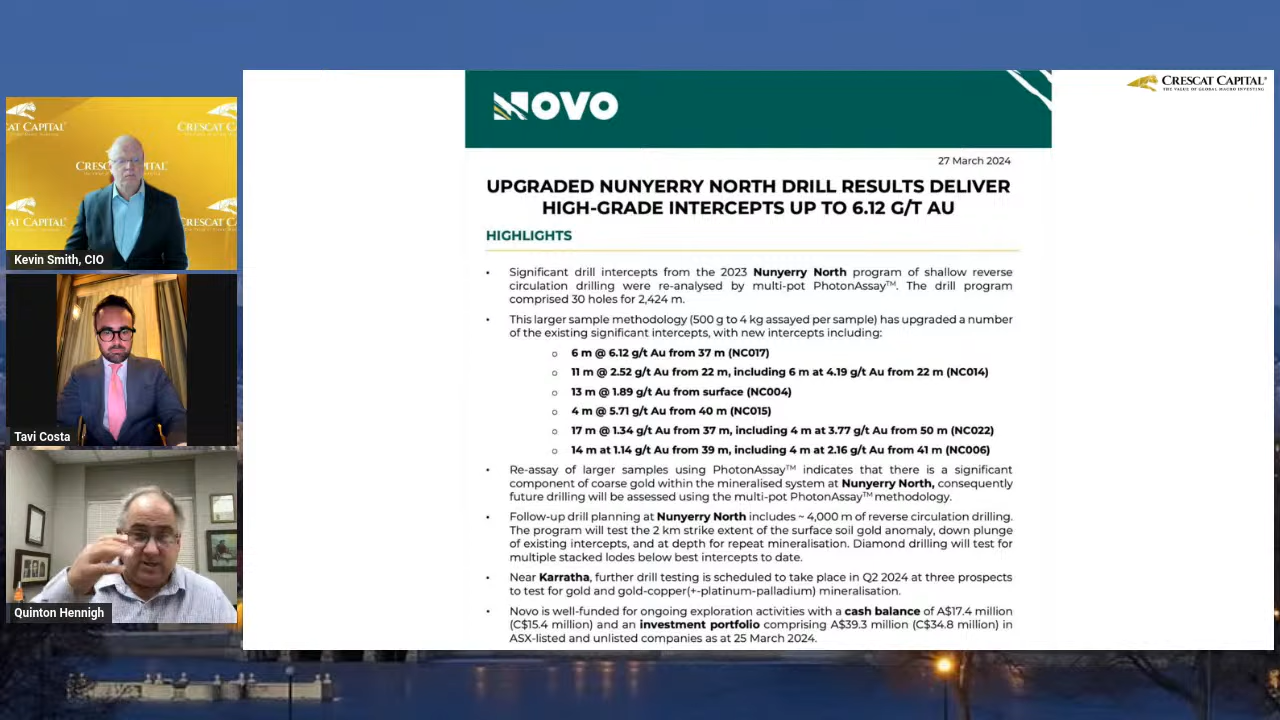 CRESCAT CAPITAL®
THE VALUE OF GLOBAL MACRO INVESTING
NOVO
27 March 2024
UPGRADED NUNYERRY NORTH DRILL RESULTS DELIVER
HIGH-GRADE INTERCEPTS UP TO 6.12 G/T AU
HIGHLIGHTS
• Significant drill intercepts from the 2023 Nunyerry North program of shallow reverse
circulation drilling were re-analysed by multi-pot PhotonAssay™. The drill program
comprised 30 holes for 2,424 m.
• This larger sample methodology (500 g to 4 kg assayed per sample) has upgraded a number
of the existing significant intercepts, with new intercepts including:
o 6 m @ 6.12 g/t Au from 37 m (NC017)
o 11 m @ 2.52 g/t Au from 22 m, including 6 m at 4.19 g/t Au from 22 m (NC014)
o 13 m @ 1.89 g/t Au from surface (NC004)
o 4 m @ 5.71 g/t Au from 40 m (NC015)
o 17 m @ 1.34 g/t Au from 37 m, including 4 m at 3.77 g/t Au from 50 m (NC022)
o 14 m at 1.14 g/t Au from 39 m, including 4 m at 2.16 g/t Au from 41 m (NC006)
• Re-assay of larger samples using PhotonAssay™ indicates that there is a significant
component of coarse gold within the mineralised system at Nunyerry North, consequently
future drilling will be assessed using the multi-pot PhotonAssay™ methodology.
• Follow-up drill planning at Nunyerry North includes ~ 4,000 m of reverse circulation drilling.
The program will test the 2 km strike extent of the surface soil gold anomaly, down plunge
of existing intercepts, and at depth for repeat mineralisation. Diamond drilling will test for
multiple stacked lodes below best intercepts to date.
• Near Karratha, further drill testing is scheduled to take place in Q2 2024 at three prospects
to test for gold and gold-copper(+-platinum-palladium) mineralisation.
• Novo is well-funded for ongoing exploration activities with a cash balance of A$17.4 million
(C$15.4 million) and an investment portfolio comprising A$39.3 million (C$34.8 million) in
ASX-listed and unlisted companies as at 25 March 2024.
AT CAPITAL
CRESCAT C
CRESC ITAL
AT CAPITAL
CRESCAT C
Kevin Smith, CIO
Tavi Costa
Quinton Hennigh